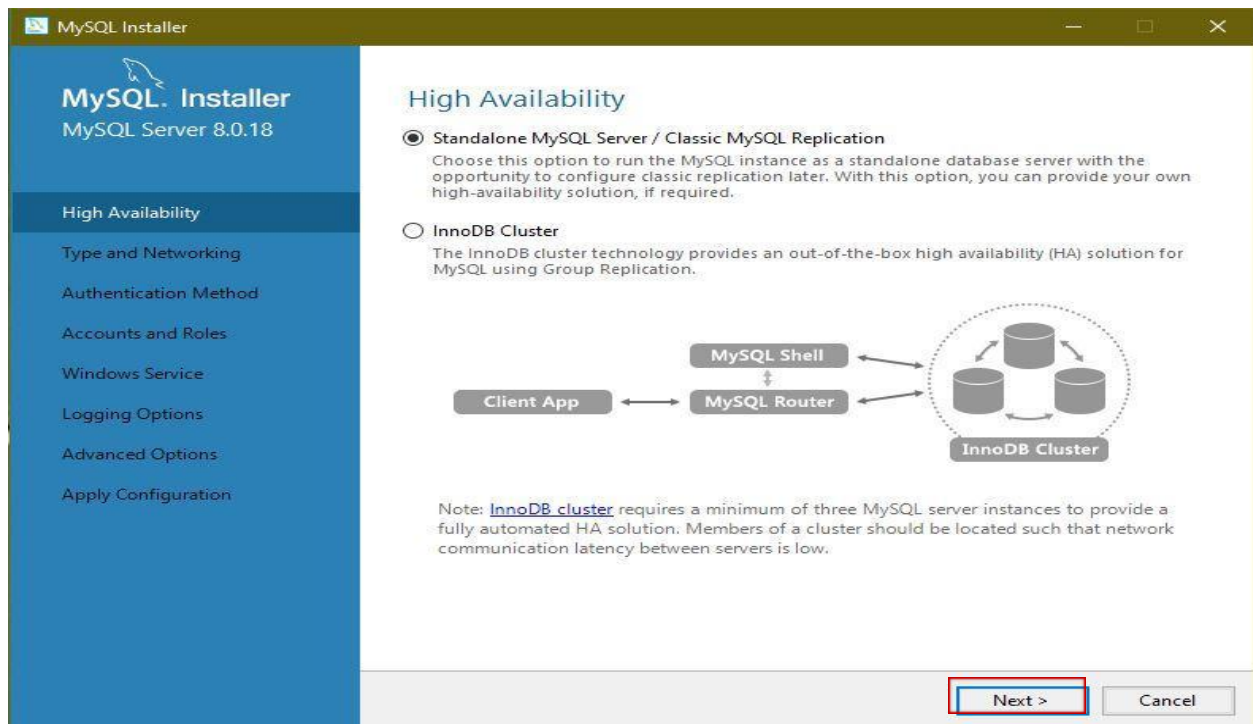 MySQL Installer
MySQL. Installer
MySQL Server 8.0.18
High Availability
Type and Networking
Authentication Method
Accounts and Roles
Windows Service
Logging Options
Advanced Options
Apply Configuration
High Availability
Standalone MySQL Server / Classic MySQL Replication
Choose this option to run the MySQL instance as a standalone database server with the
opportunity to configure classic replication later. With this option, you can provide your own
high-availability solution, if required.
InnoDB Cluster
The InnoDB cluster technology provides an out-of-the-box high availability (HA) solution for
MySQL using Group Replication.
MySQL Shell
Client App
MySQL Router
InnoDB Cluster
Note: InnoDB cluster requires a minimum of three MySQL server instances to provide a
fully automated HA solution. Members of a cluster should be located such that network
communication latency between servers is low.
Next >
Cancel